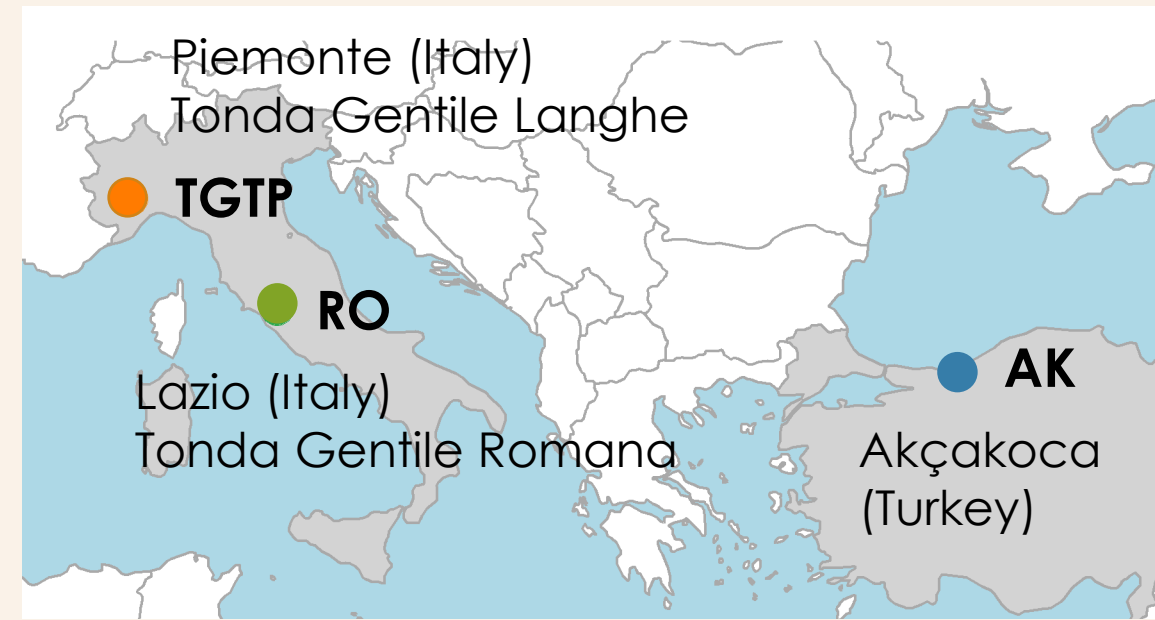 Piemonte (Italy)
Tonda Gentile Langhe
TGTP
RO
Lazio (Italy)
Tonda Gentile Romana
AK
Akçakoca
(Turkey)